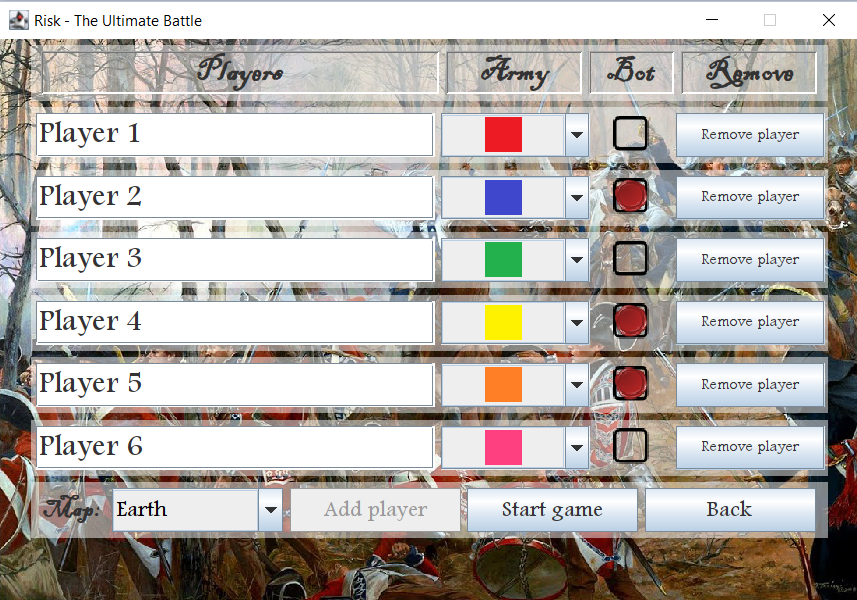 Risk - The Ultimate Battle
Players Army Bot Remove
Player 1 Remove player
Player 2 Remove player
Player 3 Remove player
Player 4 Remove player
Player 5 Remove player
Player 6 Remove player
Map: Earth Add player Start game Back